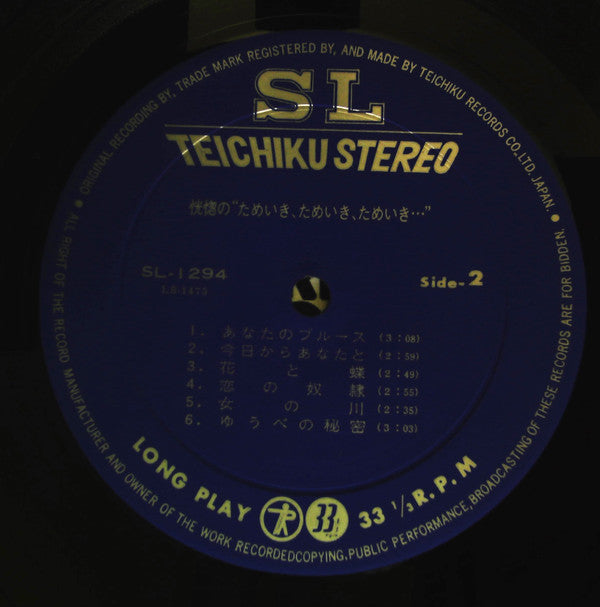 ● ORIGINAL RECORDING BY, TRADE MARK REGISTERED BY, AND MADE BY TEICHIKU RECORDS CO., LTD, JAPAN. ●
SL
TEICHIKU STEREO
恍惚の“ためいき、ためいき、ためいき…”
SL-1294
LS-1475
Side-2
1. あなたのブルース (3:08)
2. 今日からあなたと (2:59)
3. 花と蝶 (2:49)
4. 恋の奴隷 (2:55)
5. 女の川 (2:35)
6. ゆうべの秘密 (3:03)
LONG PLAY
33 1/3 R.P.M
ALL RIGHT OF THE RECORD MANUFACTURER AND OWNER OF THE WORK RECORDEDCOPYING, PUBLIC PERFORMANCE, BROADCASTING OF THESE RECORDS ARE FOR BIDDEN.